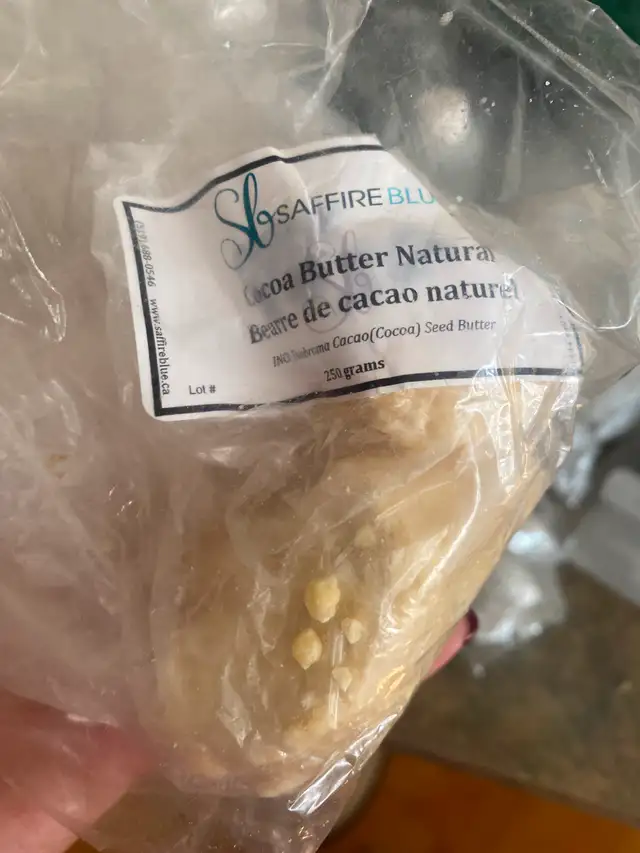 Sb SAFFIRE BLU
Cocoa Butter Natural
Beurre de cacao naturel
Cacao(Cocoa) Seed Butter
250 grams
Lot #
www.saffireblue.ca